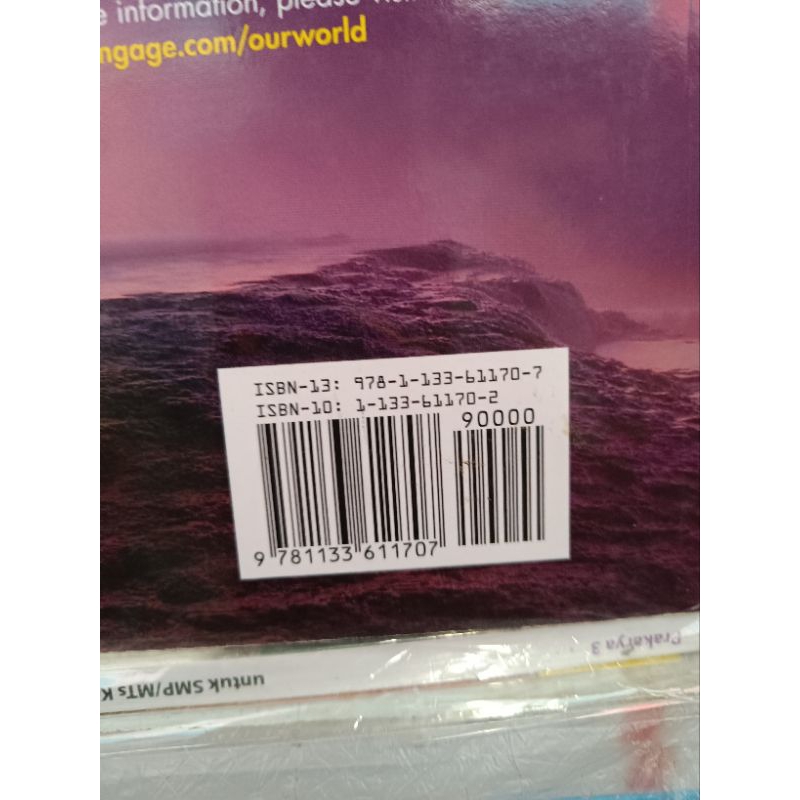 information, please
ngage.com/ourworld
ISBN-13: 978-1-133-61170-7
ISBN-10: 1-133-61170-2
90000
9 781133 611707
Prakarya 3
untuk SMP/MTs K